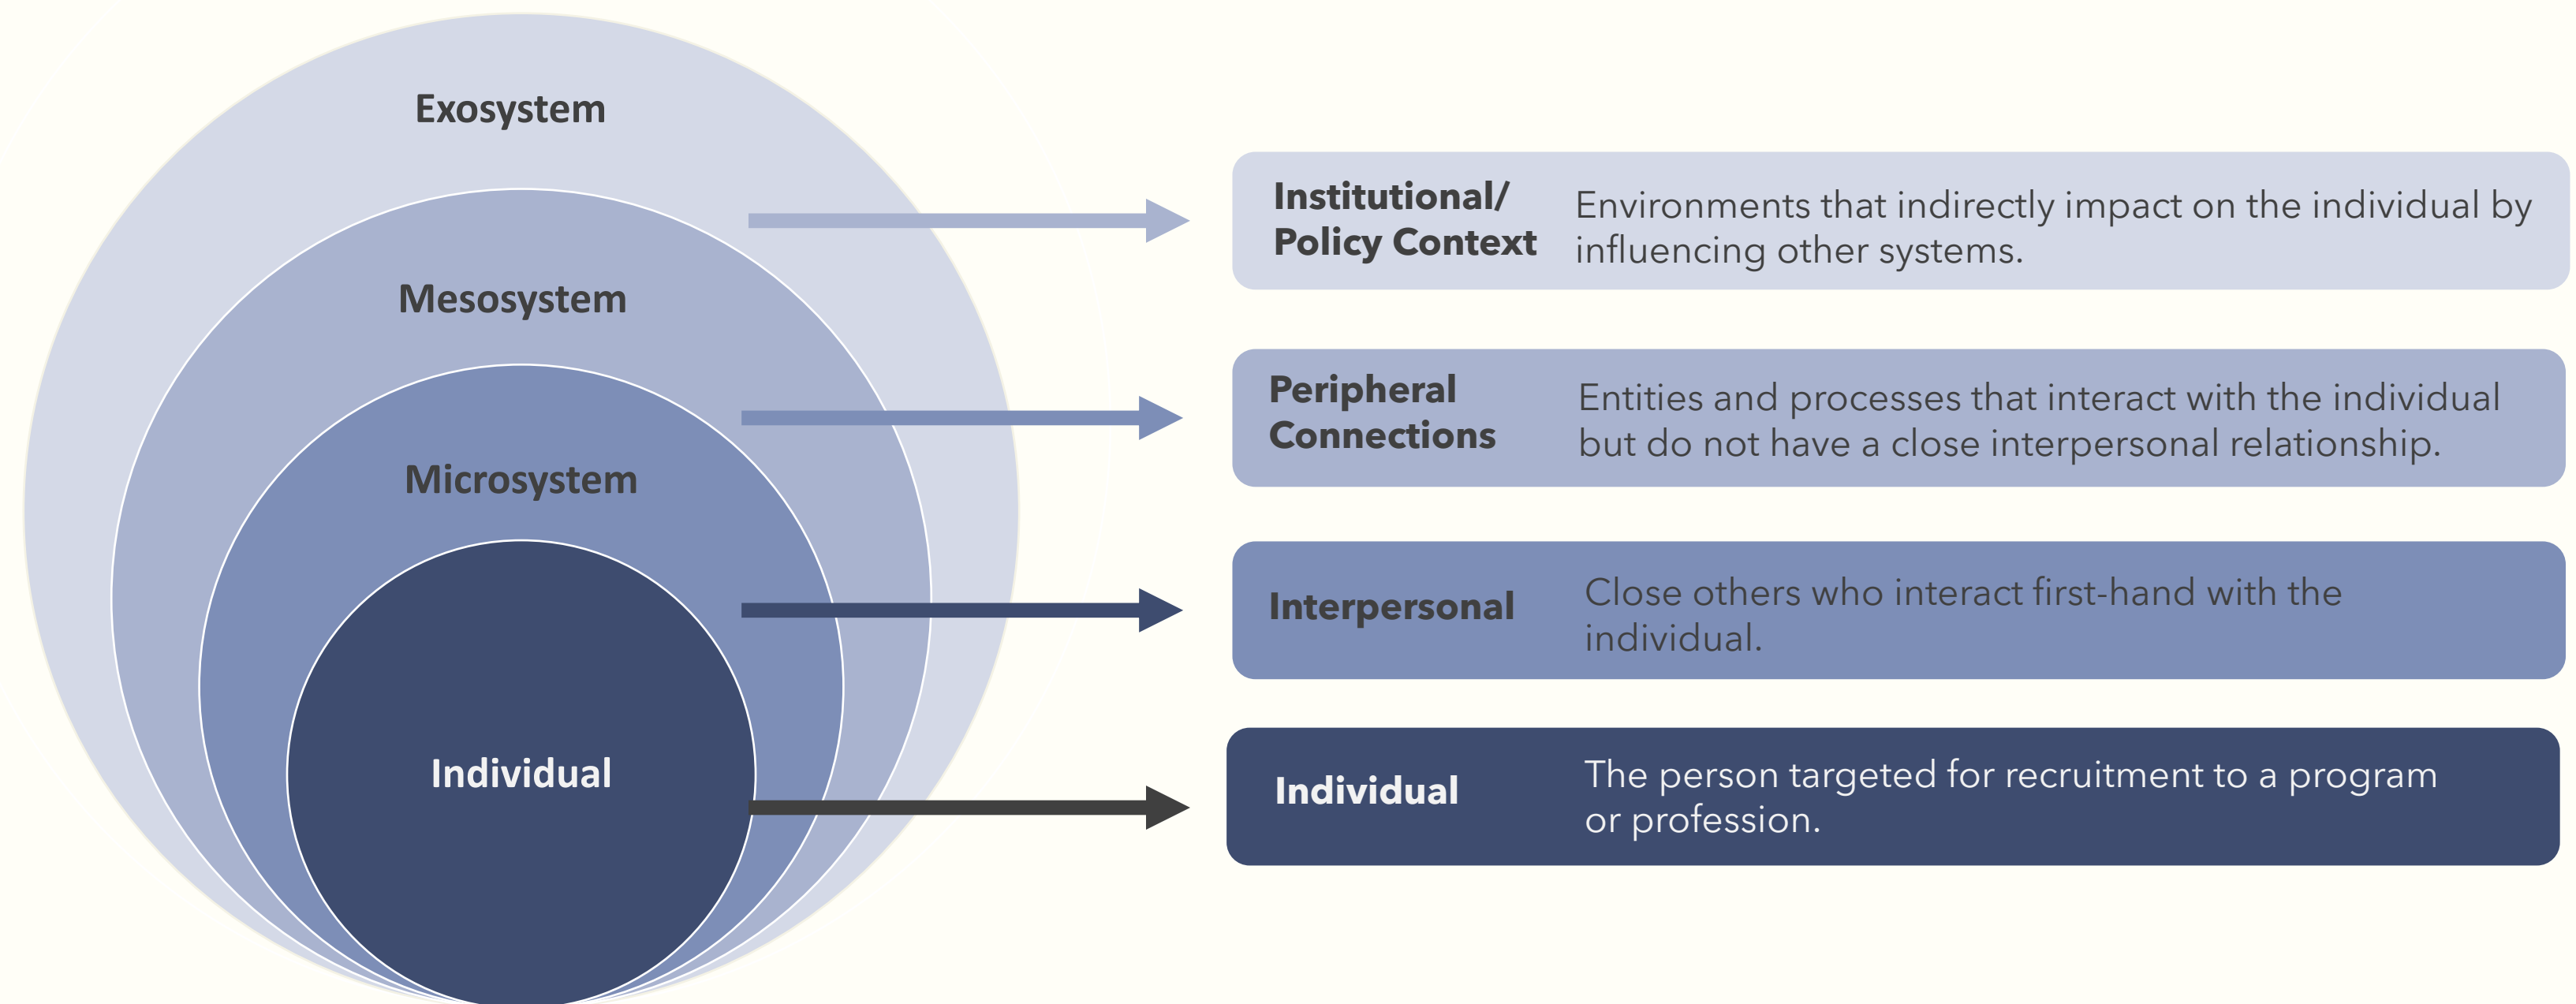 Exosystem
Mesosystem
Microsystem
Individual
Institutional/
Policy Context
Environments that indirectly impact on the individual by
influencing other systems.
Peripheral
Connections
Entities and processes that interact with the individual
but do not have a close interpersonal relationship.
Interpersonal
Close others who interact first-hand with the
individual.
Individual
The person targeted for recruitment to a program
or profession.